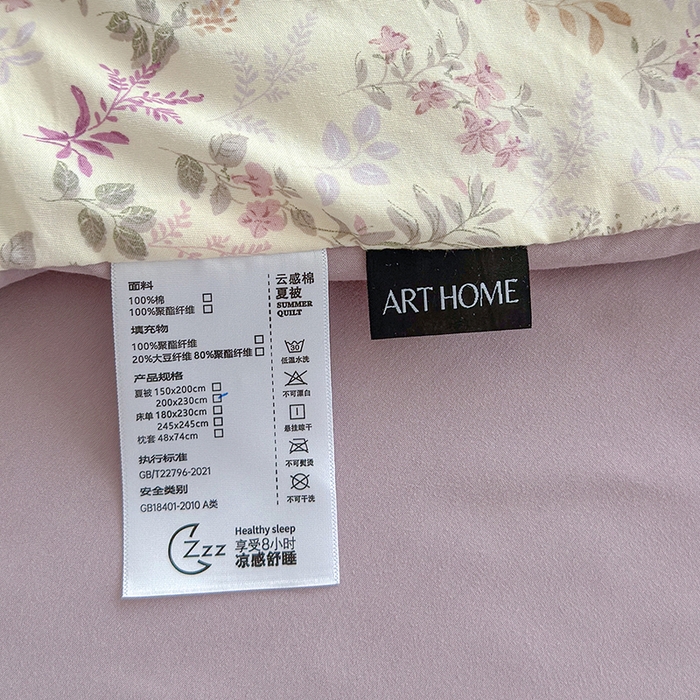 面料
100%棉
100%聚酯纤维
填充物
100%聚酯纤维
20%大豆纤维 80%聚酯纤维
产品规格
夏被 150x200cm
200x230cm
床单 180x230cm
245x245cm
枕套 48x74cm
执行标准
GB/T22796-2021
安全类别
GB18401-2010 A类
云感棉
夏被
SUMMER
QUILT
30
低温水洗
不可漂白
悬挂晾干
不可熨烫
不可干洗
Zzz
Healthy sleep
享受8小时
凉感舒睡
ART HOME